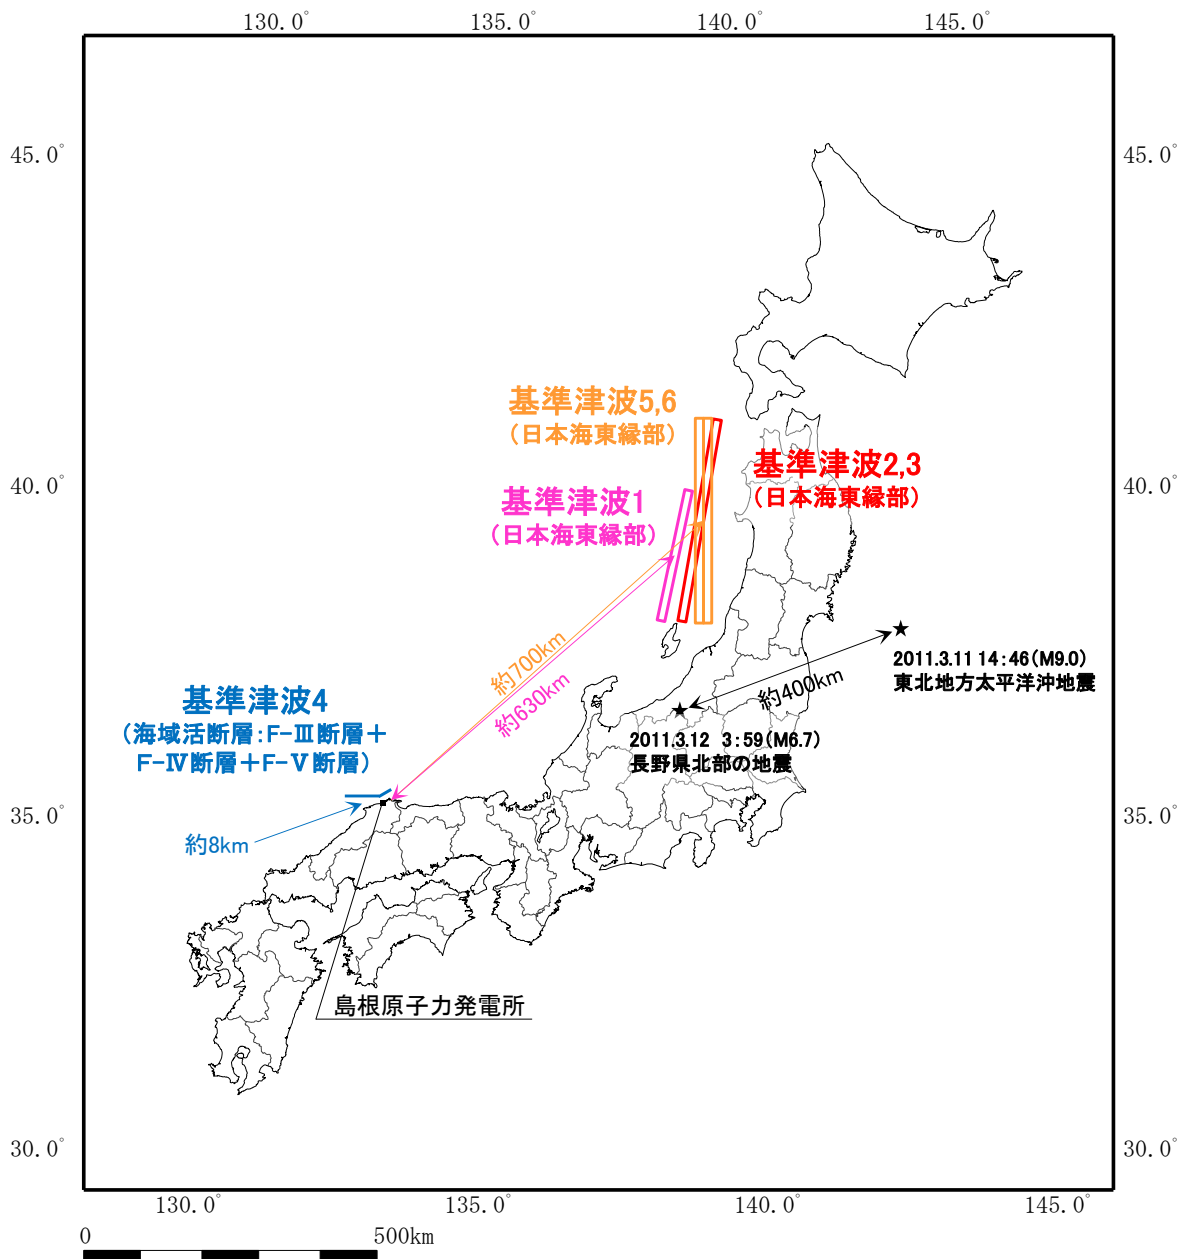 130.0°
135.0°
140.0°
145.0°
45.0°
45.0°
基準津波5,6
（日本海東縁部）
基準津波2,3
（日本海東縁部）
40.0°
40.0°
基準津波1
（日本海東縁部）
約700km
約630km
2011.3.11 14:46(M9.0)
東北地方太平洋沖地震
約400km
2011.3.12 3:59(M6.7)
長野県北部の地震
基準津波4
（海域活断層:F-Ⅲ断層＋
F-Ⅳ断層＋F-Ⅴ断層）
35.0°
35.0°
約8km
島根原子力発電所
30.0°
30.0°
130.0°
135.0°
140.0°
145.0°
0
500km